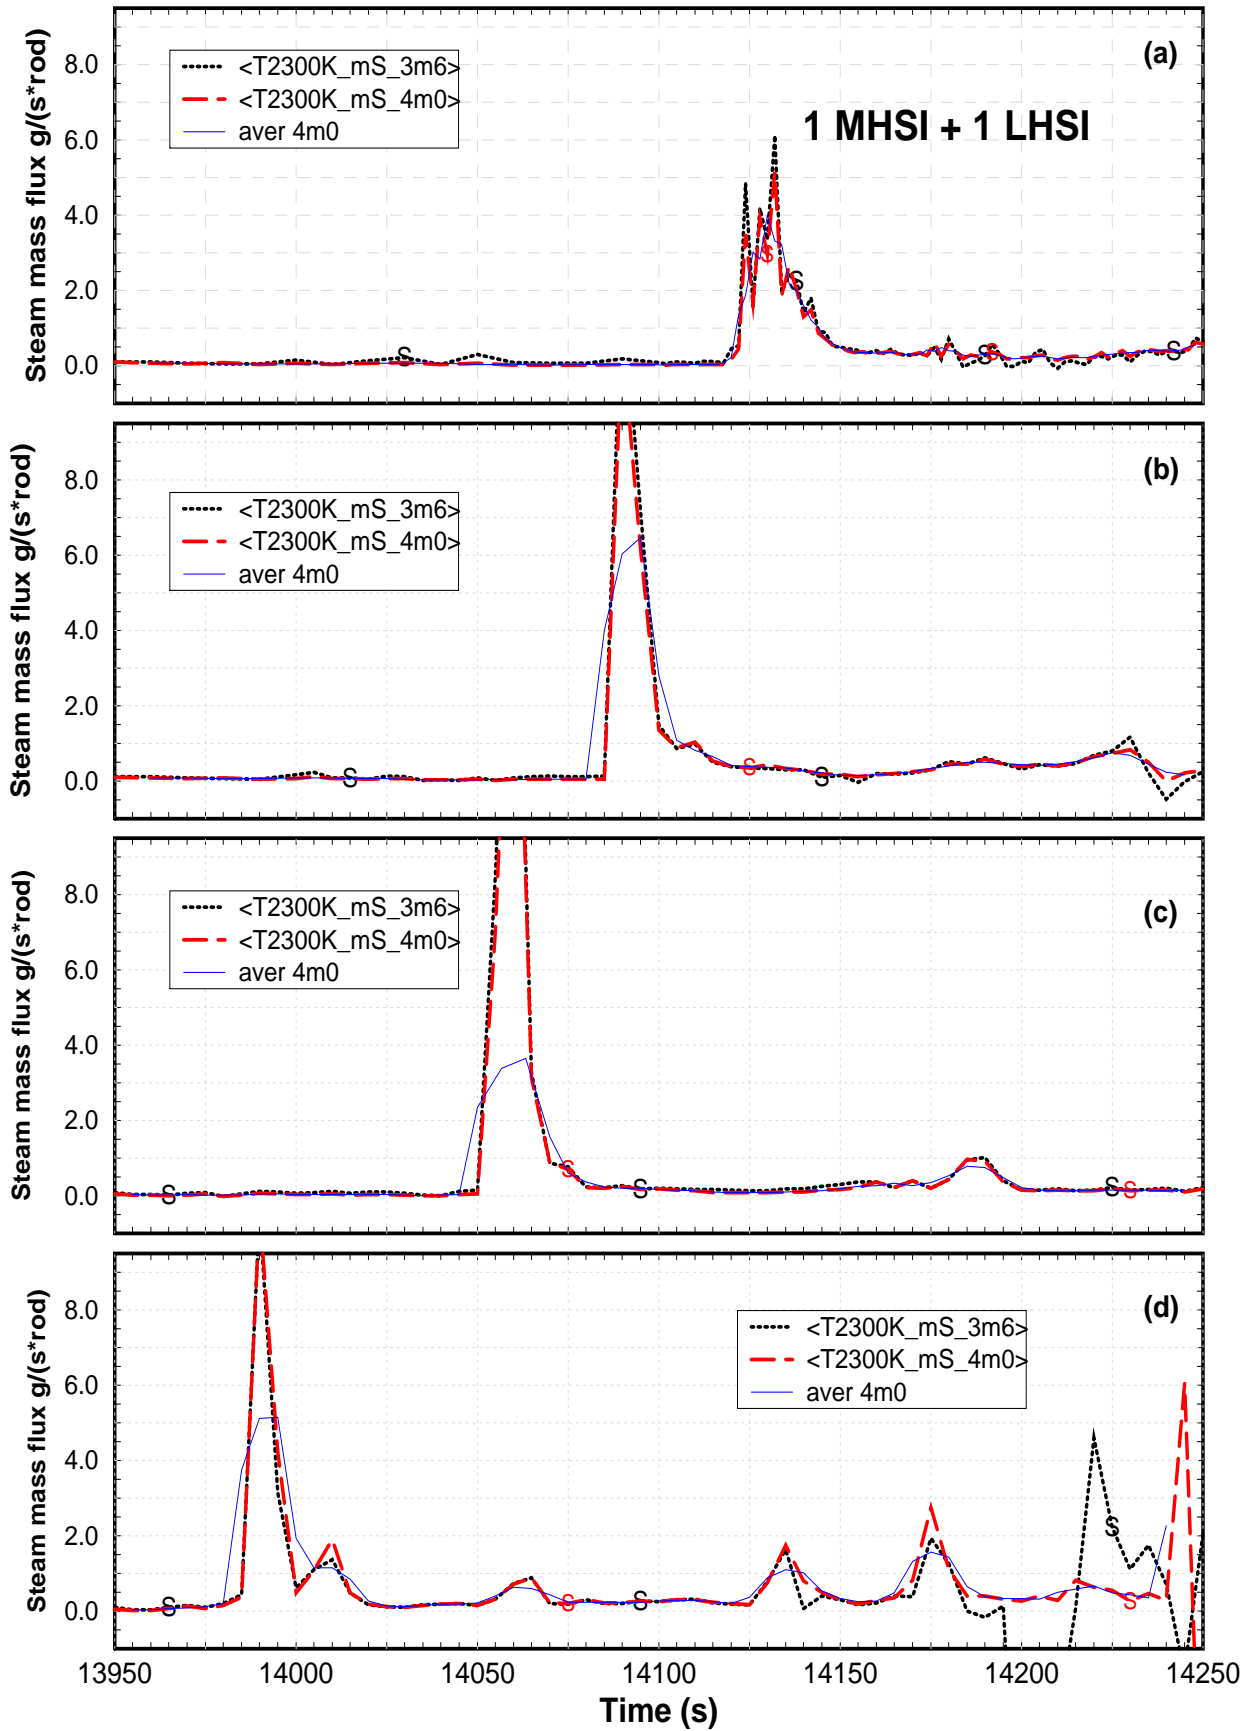 (a)
<T2300K_mS_3m6>
<T2300K_mS_4m0>
aver 4m0
1 MHSI + 1 LHSI
Steam mass flux g/(s*rod)
8.0
6.0
4.0
2.0
0.0
S
S
S
S
S
S
(b)
<T2300K_mS_3m6>
<T2300K_mS_4m0>
aver 4m0
Steam mass flux g/(s*rod)
8.0
6.0
4.0
2.0
0.0
S
S
S
(c)
<T2300K_mS_3m6>
<T2300K_mS_4m0>
aver 4m0
Steam mass flux g/(s*rod)
8.0
6.0
4.0
2.0
0.0
S
S
S
S
S
(d)
<T2300K_mS_3m6>
<T2300K_mS_4m0>
aver 4m0
Steam mass flux g/(s*rod)
8.0
6.0
4.0
2.0
0.0
S
S
S
S
S
13950 14000 14050 14100 14150 14200 14250
Time (s)